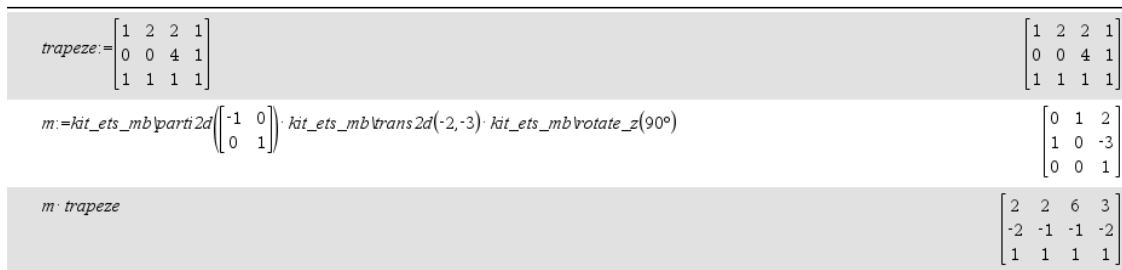 trapeze:=[1 2 2 1
0 0 4 1
1 1 1 1]
[1 2 2 1
0 0 4 1
1 1 1 1]
m:=kit_ets_mb\parti2d([-1 0
0 1])· kit_ets_mb\trans2d(-2,-3)· kit_ets_mb\rotate_z(90°)
[0 1 2
1 0 -3
0 0 1]
m· trapeze
[2 2 6 3
-2 -1 -1 -2
1 1 1 1]